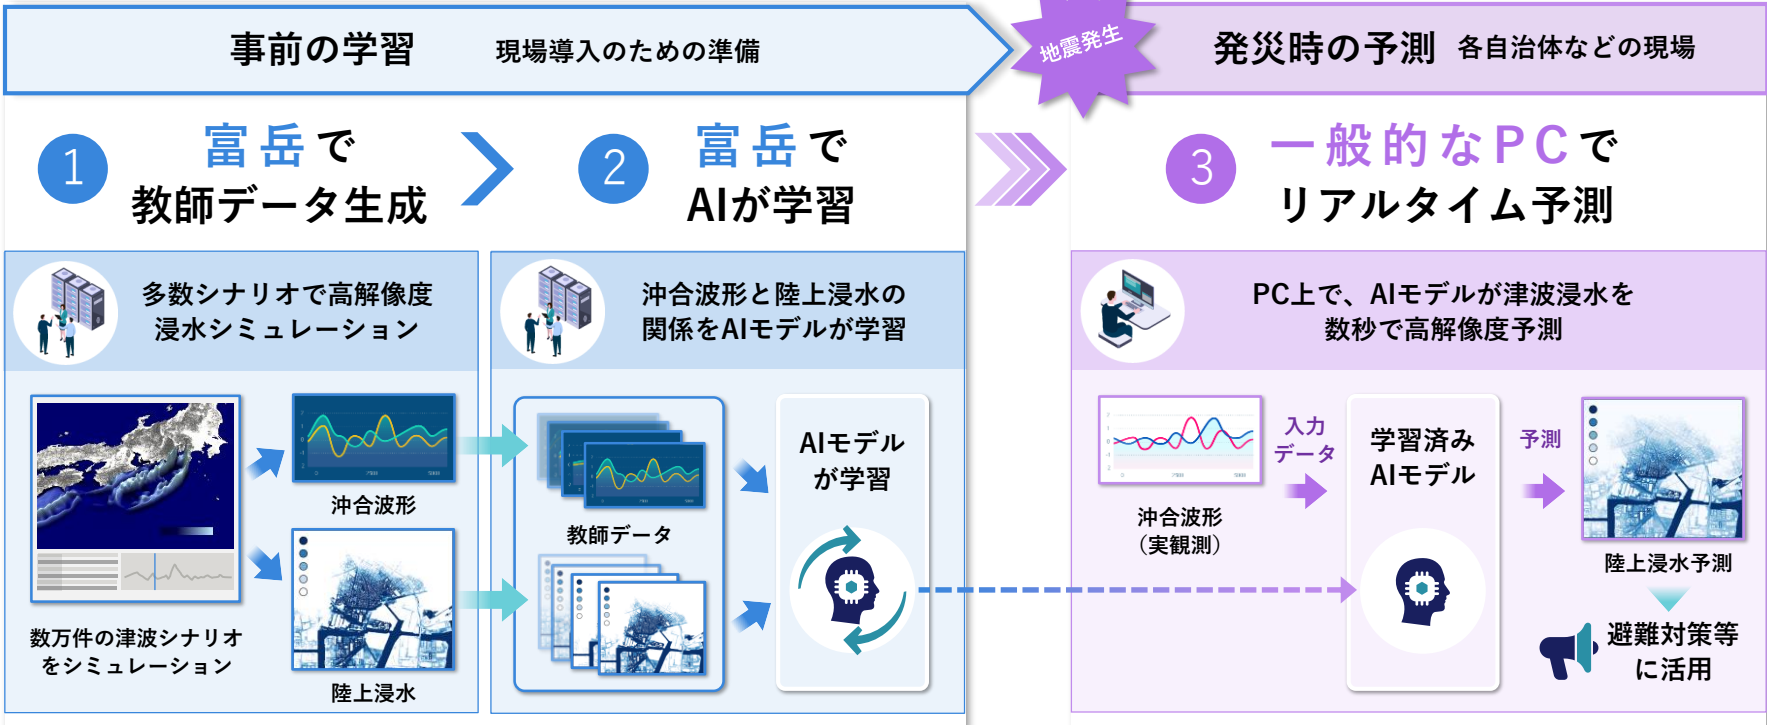 事前の学習 現場導入のための準備
地震発生
発災時の予測 各自治体などの現場
1 富岳で
教師データ生成
2 富岳で
AIが学習
3 一般的なPCで
リアルタイム予測
多数シナリオで高解像度
浸水シミュレーション
沖合波形
陸上浸水
数万件の津波シナリオ
をシミュレーション
沖合波形と陸上浸水の
関係をAIモデルが学習
教師データ
AIモデル
が学習
PC上で、AIモデルが津波浸水を
数秒で高解像度予測
沖合波形
（実観測）
入力
データ
学習済み
AIモデル
予測
陸上浸水予測
避難対策等
に活用